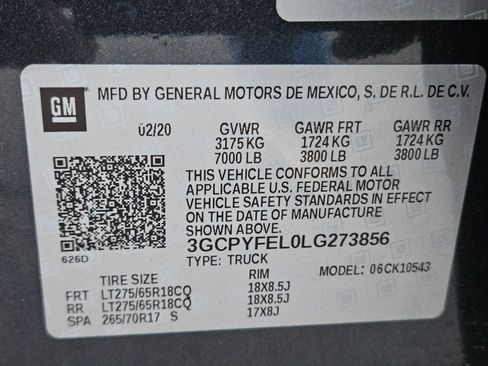 GM MFD BY GENERAL MOTORS DE MEXICO, S. DE R.L. DE C.V.
02/20 GVWR GAWR FRT GAWR RR
3175 KG 1724 KG 1724 KG
7000 LB 3800 LB 3800 LB
THIS VEHICLE CONFORMS TO ALL
APPLICABLE U.S. FEDERAL MOTOR
VEHICLE SAFETY STANDARDS IN EFFECT
ON THE DATE OF MANUFACTURE
SHOWN ABOVE.
3GCPYFEL0LG273856
626D TYPE: TRUCK
MODEL: 06CK10543
TIRE SIZE RIM
FRT LT275/65R18CQ 18X8.5J
RR LT275/65R18CQ 18X8.5J
SPA 265/70R17 S 17X8J